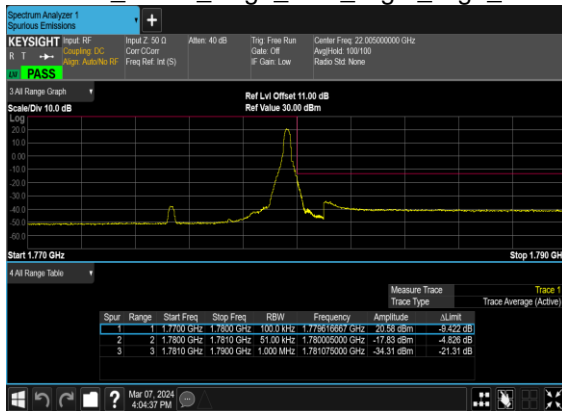 Spectrum Analyzer 1
Spurious Emissions
+
KEYSIGHT
R T
PASS
Input: RF
Coupling: DC
Align: Auto/No RF
Input Z: 50 Ω
Corr CCorr
Freq Ref: Int (S)
Atten: 40 dB
Trig: Free Run
Gate: Off
IF Gain: Low
Center Freq: 22.005000000 GHz
Avg|Hold: 100/100
Radio Std: None
3 All Range Graph
Scale/Div 10.0 dB
Ref Lvl Offset 11.00 dB
Ref Value 30.00 dBm
Log
20.0
10.0
0.00
-10.0
-20.0
-30.0
-40.0
-50.0
-60.0
Start 1.770 GHz
Stop 1.790 GH
4 All Range Table
Measure Trace Trace 1
Trace Type Trace Average (Active)
Spur Range Start Freq Stop Freq RBW Frequency Amplitude ΔLimit
1 1 1.7700 GHz 1.7800 GHz 100.0 kHz 1.779616667 GHz 20.58 dBm -9.422 dB
2 2 1.7800 GHz 1.7810 GHz 51.00 kHz 1.780005000 GHz -17.83 dBm -4.826 dB
3 3 1.7810 GHz 1.7900 GHz 1.000 MHz 1.781075000 GHz -34.31 dBm -21.31 dB
?
Mar 07, 2024
4:04:37 PM